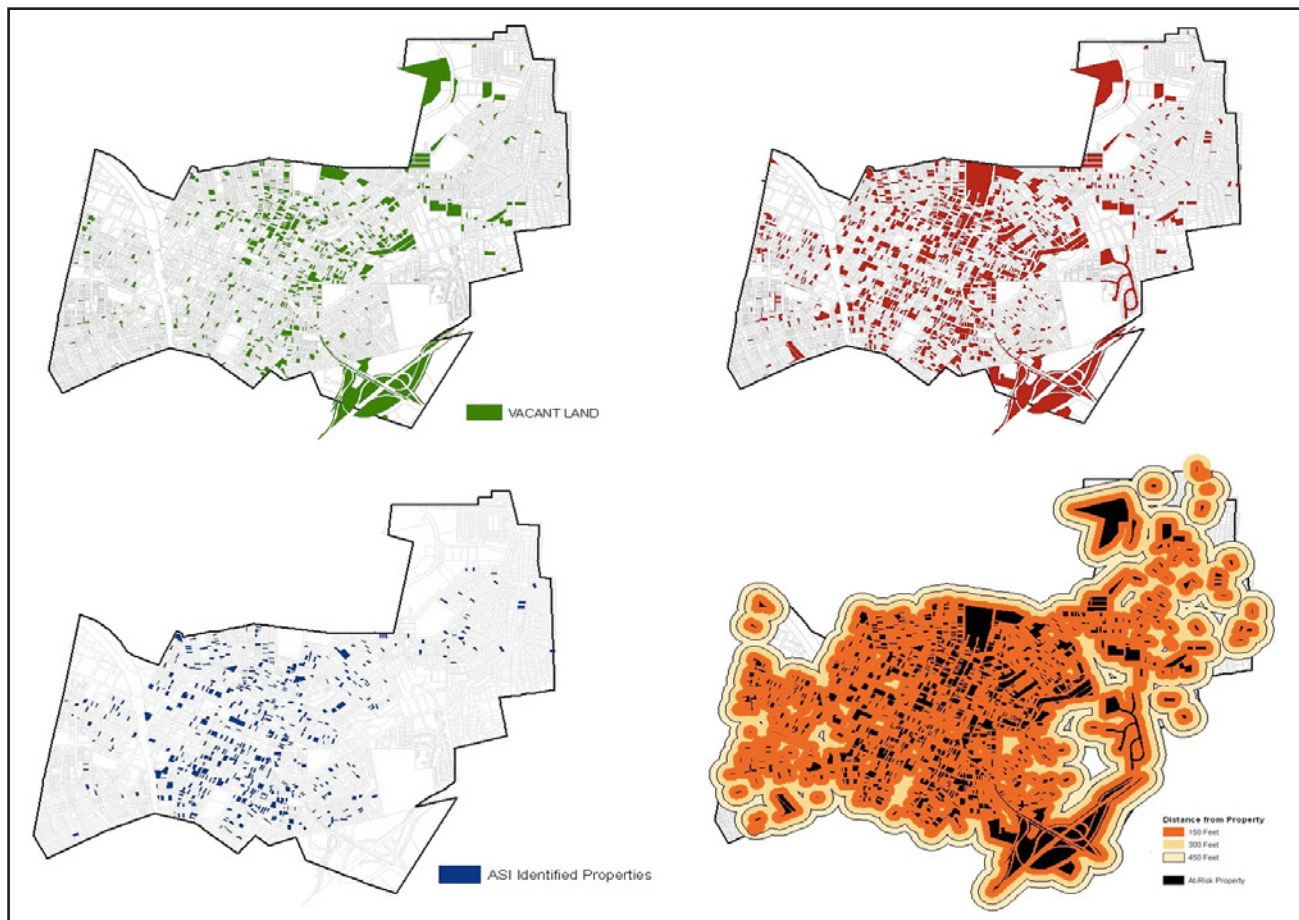 VACANT LAND
ASI Identified Properties
Distance from Property
150 Feet
300 Feet
450 Feet
At-Risk Property